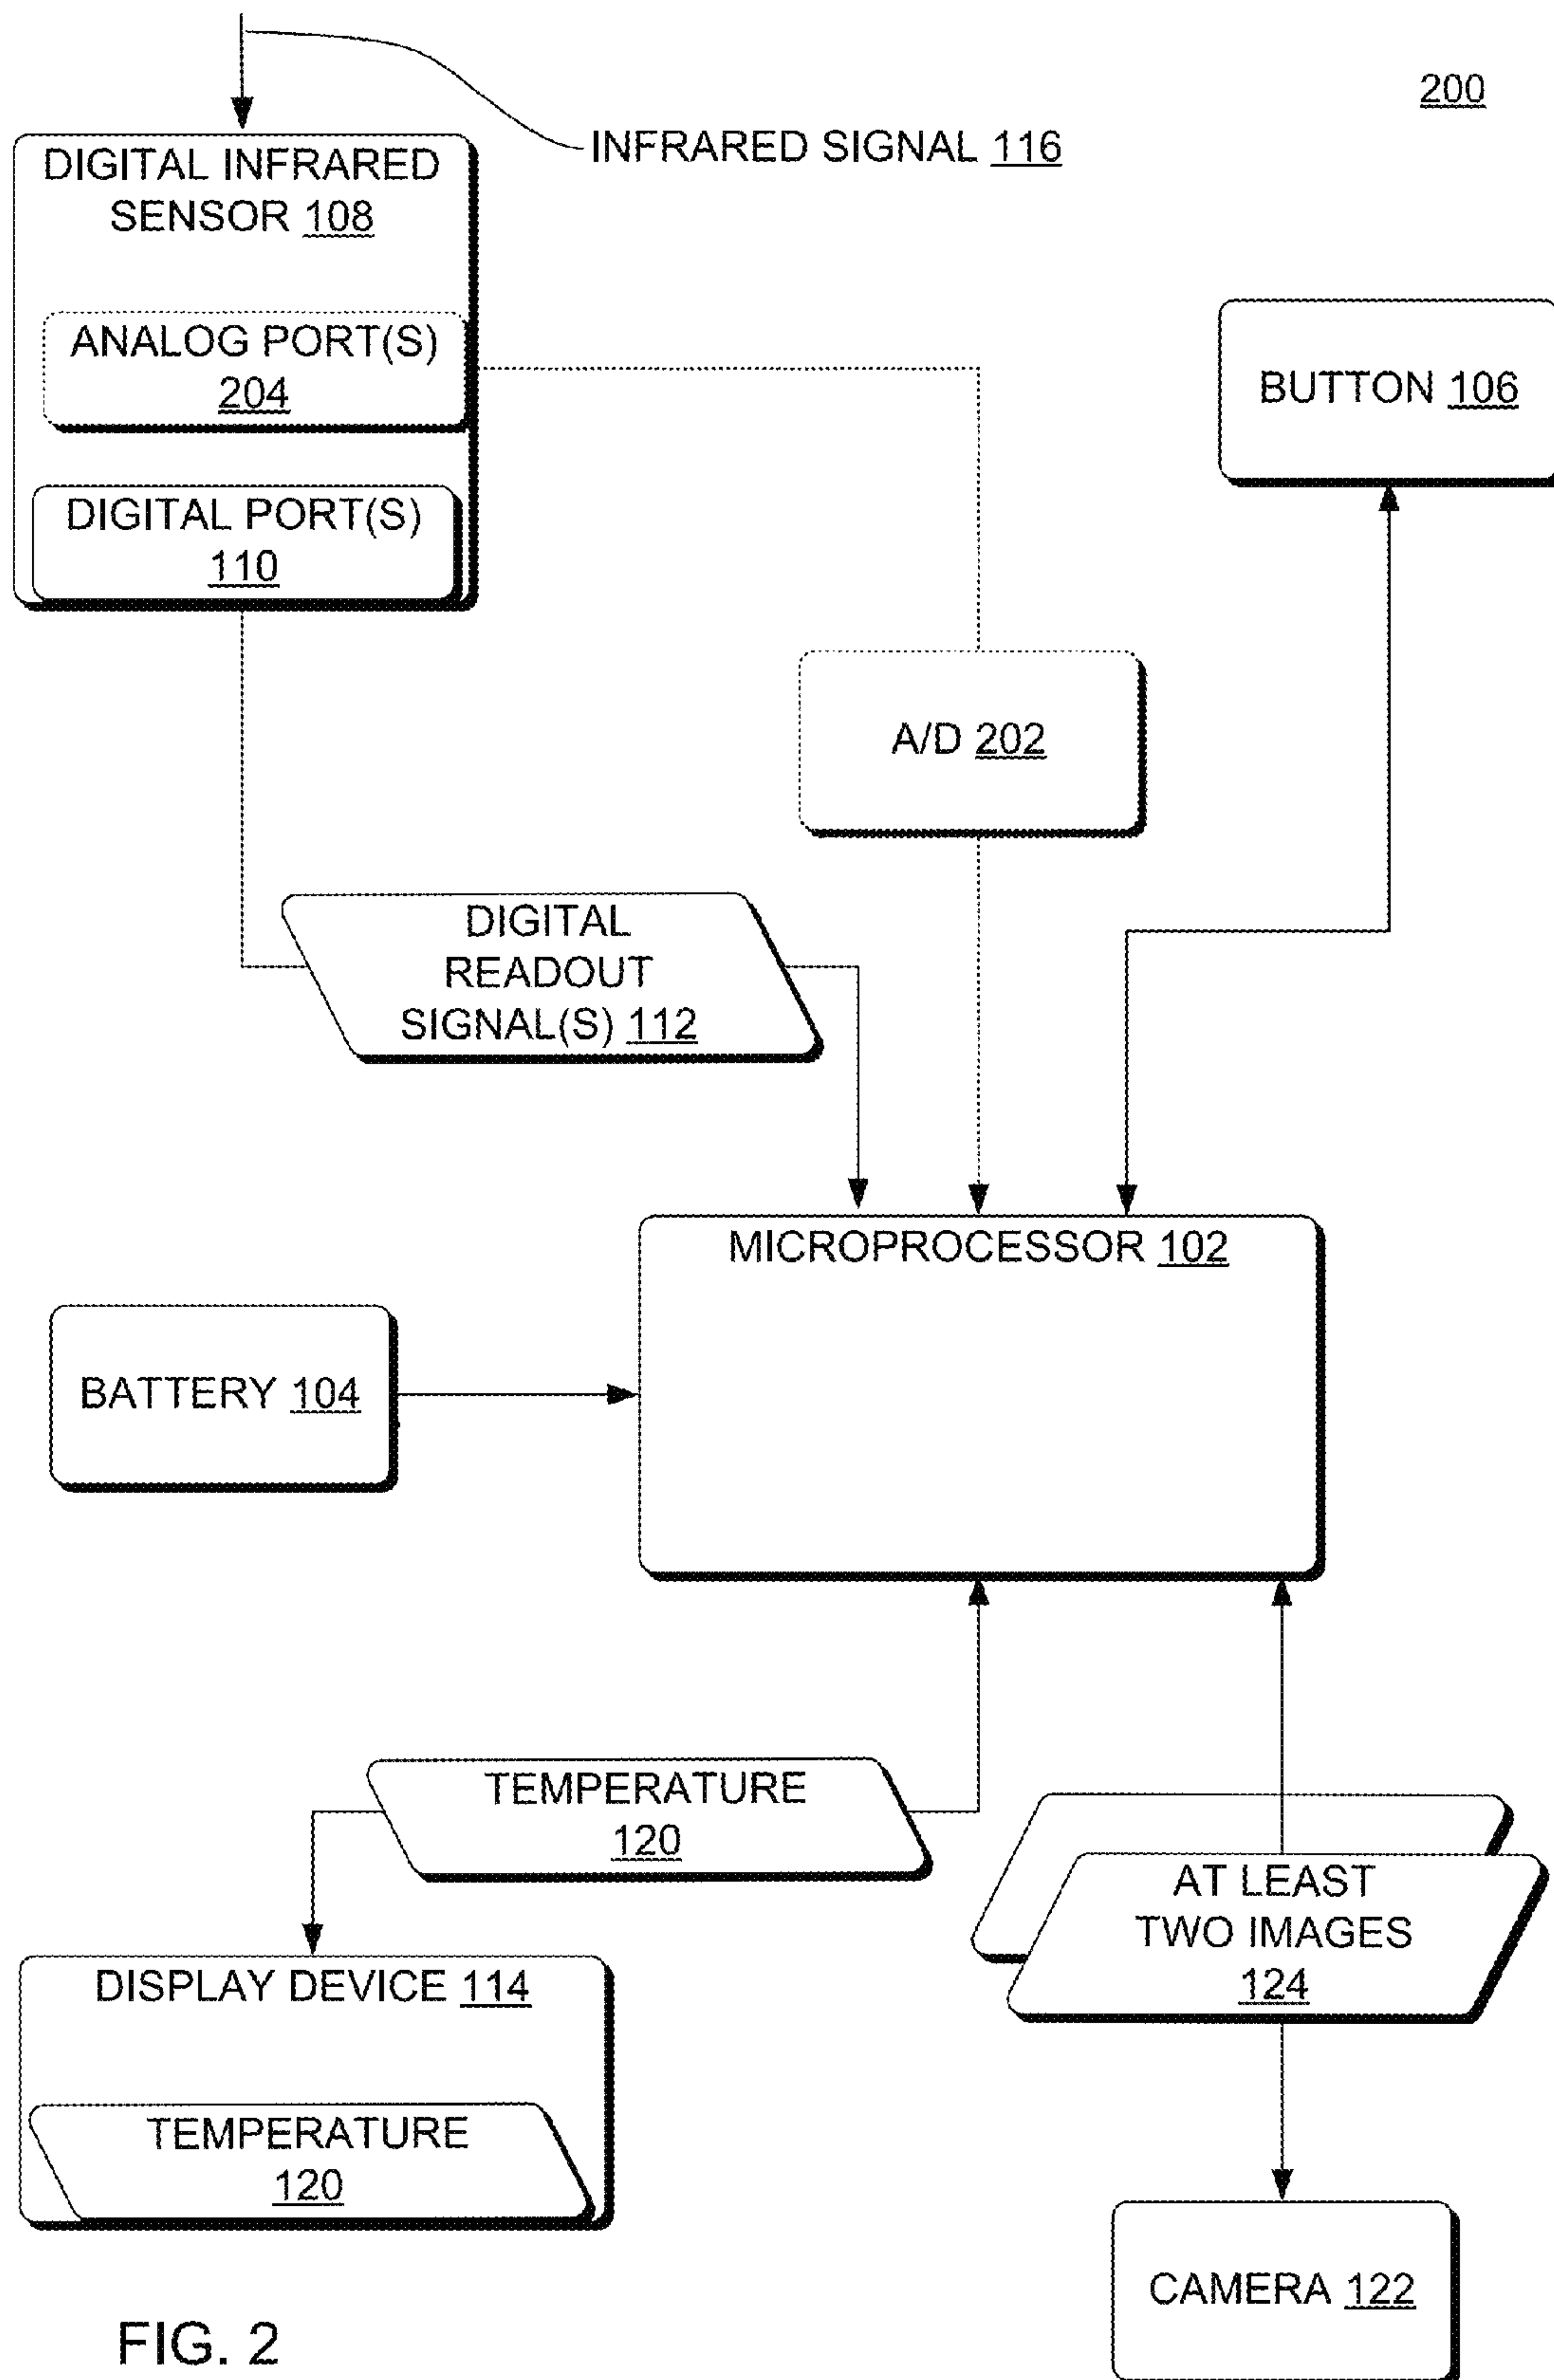 200
INFRARED SIGNAL 116
DIGITAL INFRARED
SENSOR 108
ANALOG PORT(S)
204
DIGITAL PORT(S)
110
BUTTON 106
A/D 202
DIGITAL
READOUT
SIGNAL(S) 112
MICROPROCESSOR 102
BATTERY 104
TEMPERATURE
120
AT LEAST
TWO IMAGES
124
DISPLAY DEVICE 114
TEMPERATURE
120
CAMERA 122
FIG. 2